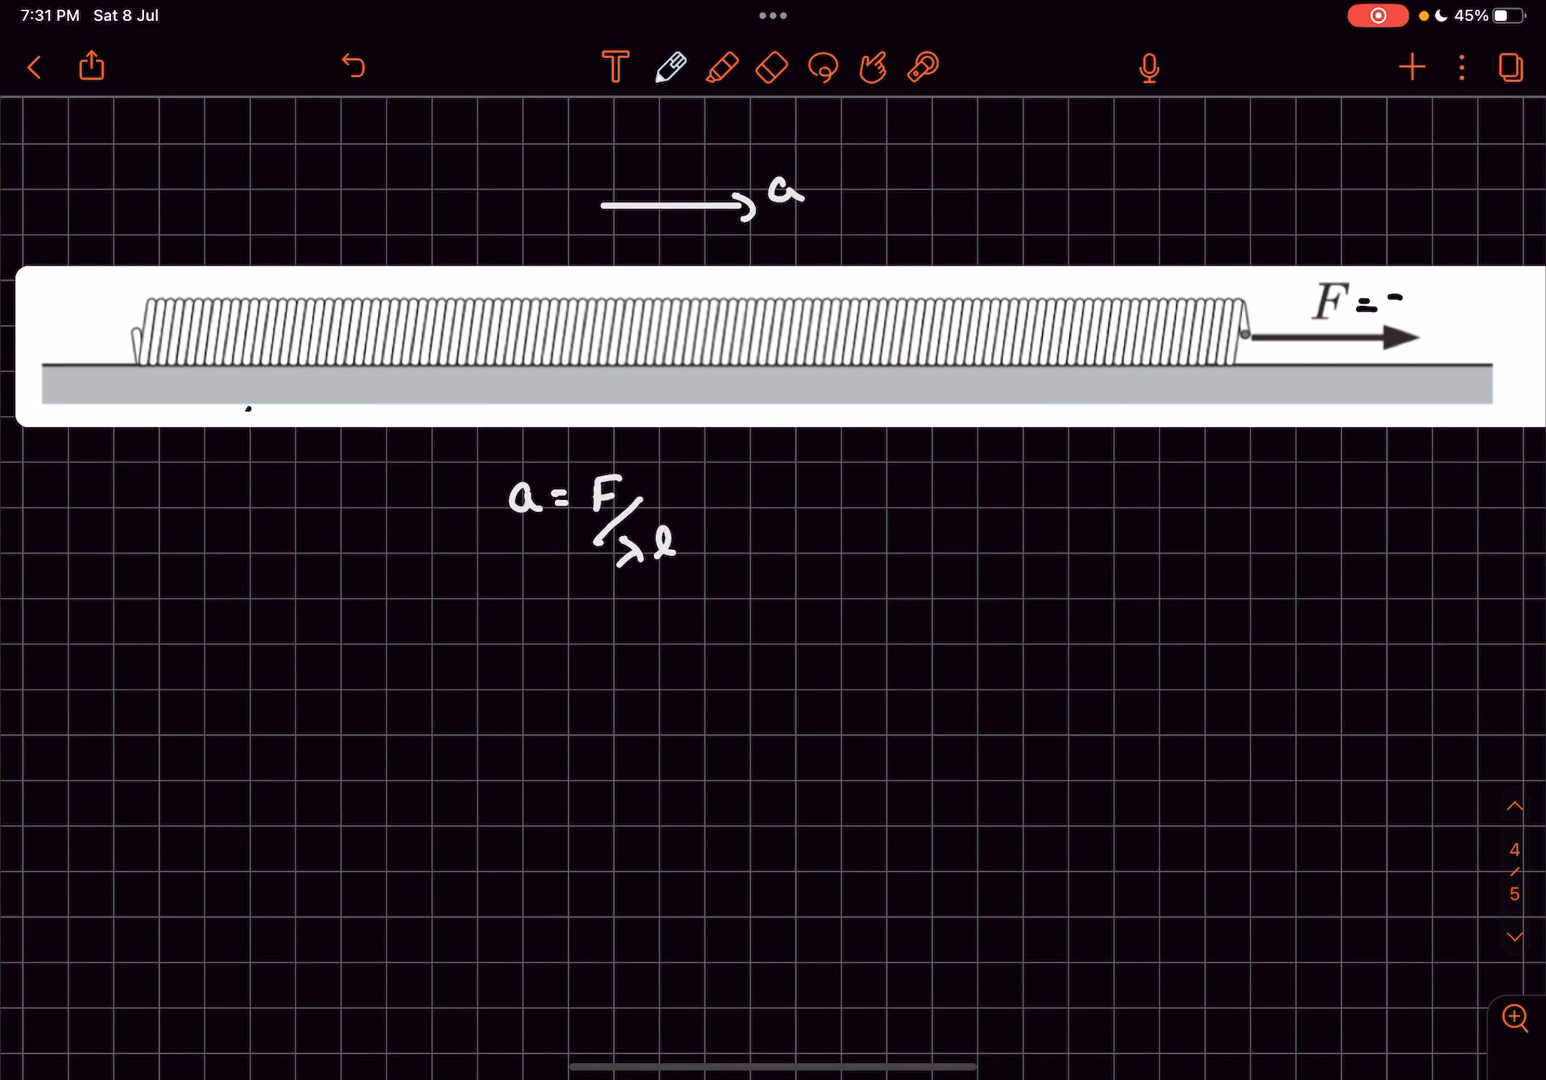 7:31 PM Sat 8 Jul
45%
T
a
F = -
a = F/λl
4
/
5